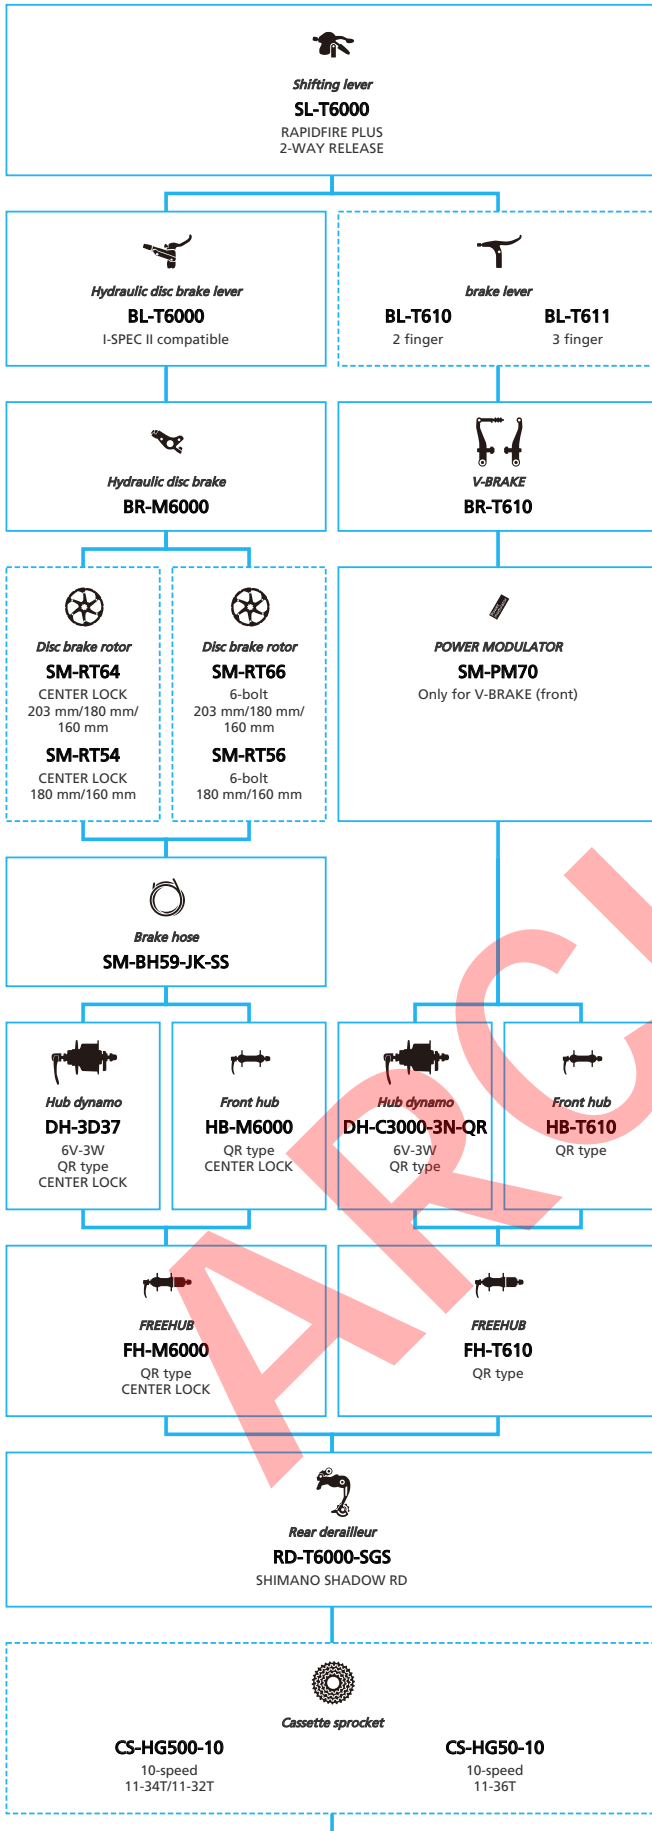 Shifting lever
SL-T6000
RAPIDFIRE PLUS
2-WAY RELEASE
Hydraulic disc brake lever
BL-T6000
I-SPEC II compatible
brake lever
BL-T610
2 finger
BL-T611
3 finger
Hydraulic disc brake
BR-M6000
V-BRAKE
BR-T610
Disc brake rotor
SM-RT64
CENTER LOCK
203 mm/180 mm/
160 mm
SM-RT54
CENTER LOCK
180 mm/160 mm
Disc brake rotor
SM-RT66
6-bolt
203 mm/180 mm/
160 mm
SM-RT56
6-bolt
180 mm/160 mm
POWER MODULATOR
SM-PM70
Only for V-BRAKE (front)
Brake hose
SM-BH59-JK-SS
Hub dynamo
DH-3D37
6V-3W
QR type
CENTER LOCK
Front hub
HB-M6000
QR type
CENTER LOCK
Hub dynamo
DH-C3000-3N-QR
6V-3W
QR type
Front hub
HB-T610
QR type
FREEHUB
FH-M6000
QR type
CENTER LOCK
FREEHUB
FH-T610
QR type
Rear derailleur
RD-T6000-SGS
SHIMANO SHADOW RD
Cassette sprocket
CS-HG500-10
10-speed
11-34T/11-32T
CS-HG50-10
10-speed
11-36T
ARC